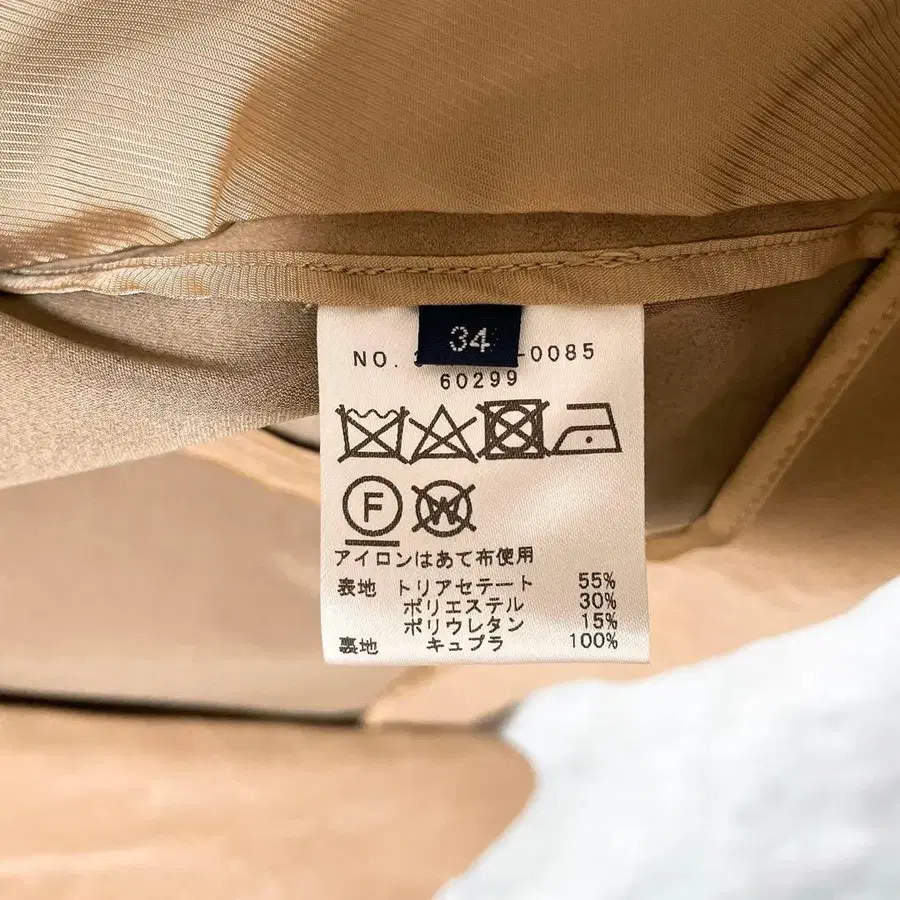 34
NO. -0085
60299
F
W
アイロンはあて布使用
表地 トリアセテート 55%
ポリエステル 30%
ポリウレタン 15%
裏地 キュプラ 100%